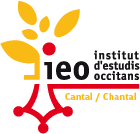 ieo
institut
d'estudis
occitans
Cantal / Chantal